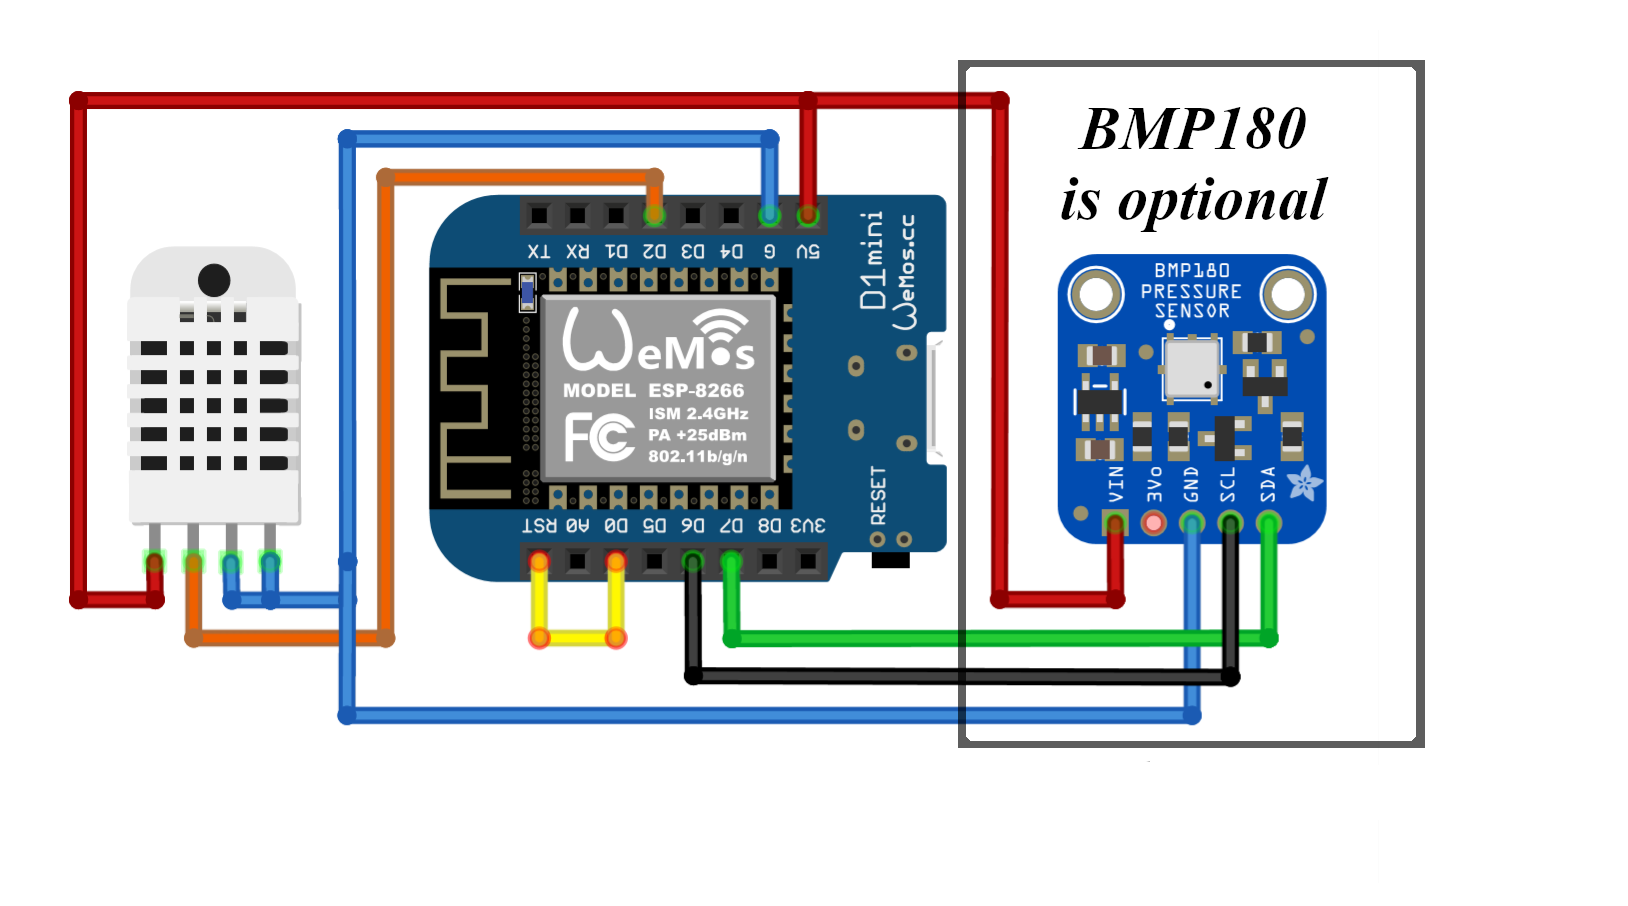 BMP180
is optional
TX RX D1 D2 D3 D4 G 5V
D1 mini
WeMos.cc
WeMos
MODEL ESP-8266
ISM 2.4GHz
PA +25dBm
802.11b/g/n
FC
RESET
RST A0 D0 D5 D6 D7 D8 3V3
BMP180
PRESSURE
SENSOR
VIN 3Vo GND SCL SDA